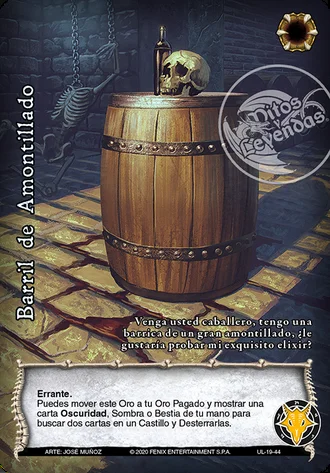 Mitos y
Leyendas
Barril de Amontillado
Venga usted caballero, tengo una
barrica de un gran amontillado, ¿le
gustaría probar mi exquisito elixir?
Errante.
Puedes mover este Oro a tu Oro Pagado y mostrar una
carta Oscuridad, Sombra o Bestia de tu mano para
buscar dos cartas en un Castillo y Desterrarlas.
ARTE: JOSÉ MUÑOZ
© 2020 FENIX ENTERTAINMENT S.P.A.
UL-19-44